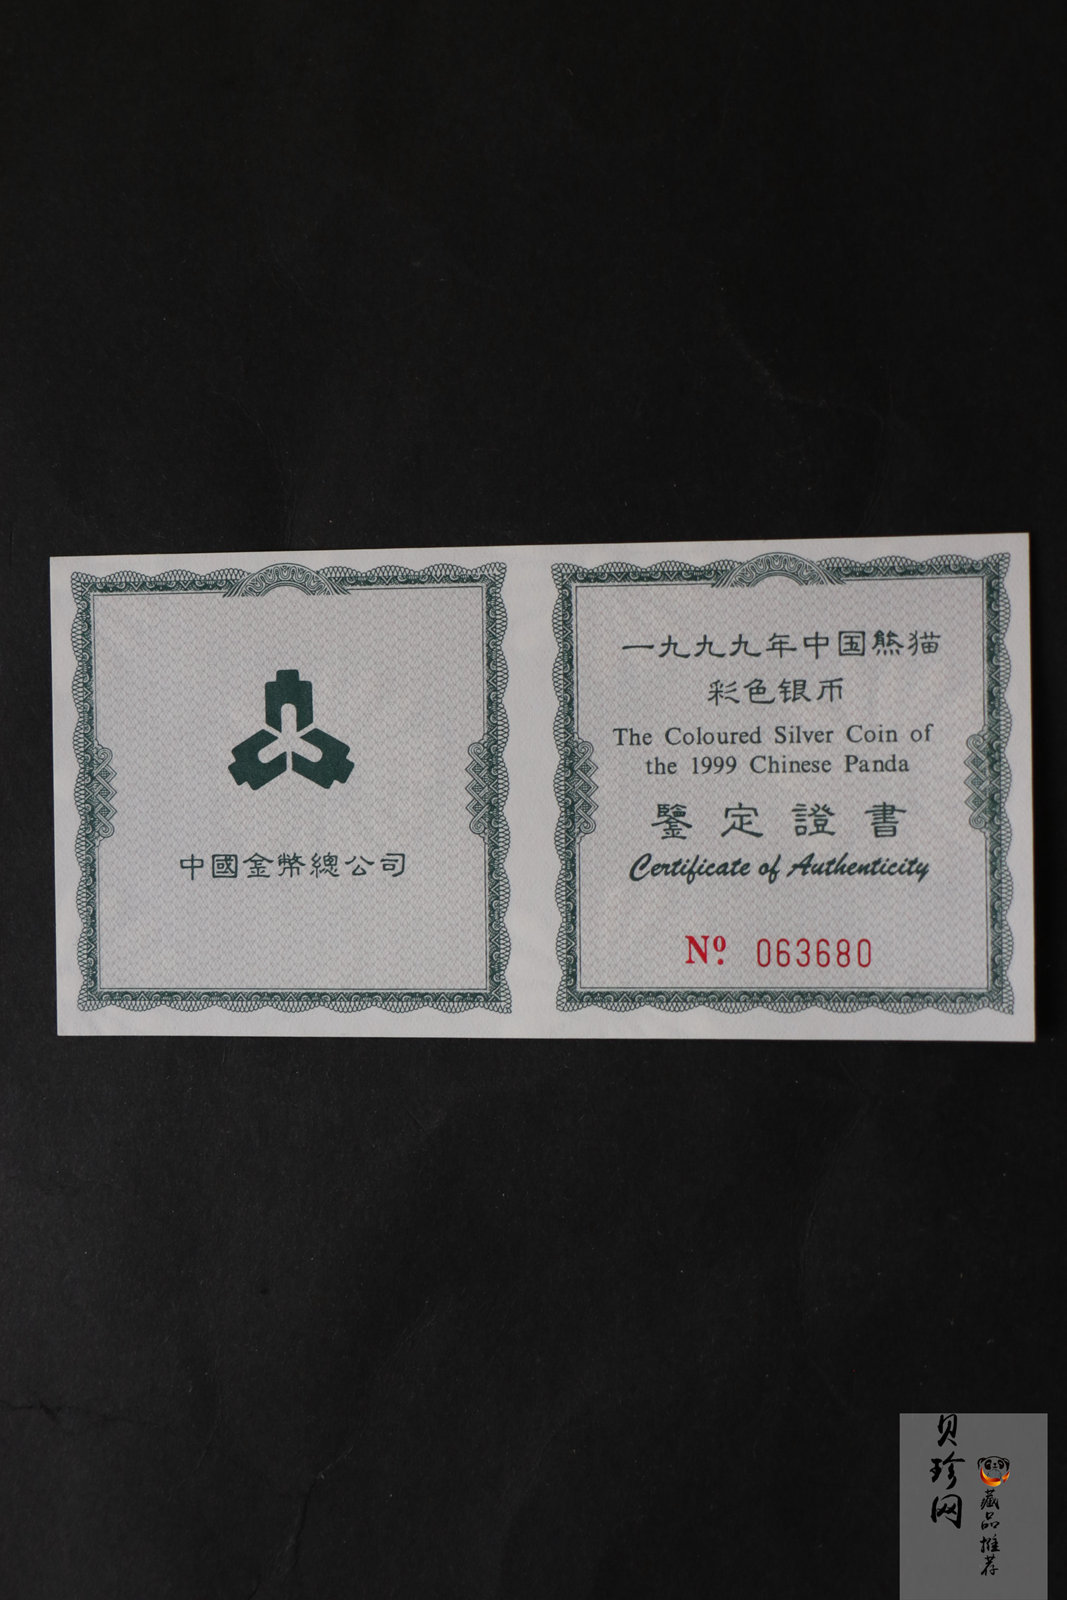 中國金幣總公司
一九九九年中国熊猫
彩色银币
The Coloured Silver Coin of
the 1999 Chinese Panda
鑒定證書
Certificate of Authenticity
Nº. 063680
贝珍网
藏品推荐